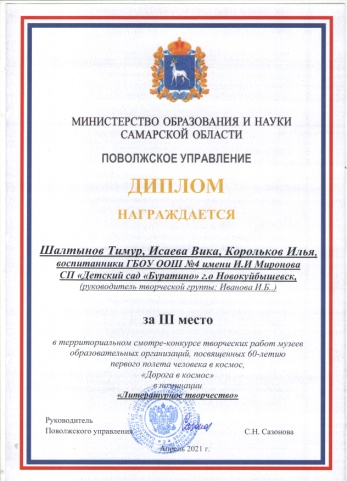 МИНИСТЕРСТВО ОБРАЗОВАНИЯ И НАУКИ
САМАРСКОЙ ОБЛАСТИ
ПОВОЛЖСКОЕ УПРАВЛЕНИЕ
ДИПЛОМ
НАГРАЖДАЕТСЯ
Шалтынов Тимур, Исаева Вика, Корольков Илья,
воспитанники ГБОУ ООШ №4 имени И.И Миронова
СП «Детский сад «Буратино» г.о Новокуйбышевск,
(руководитель творческой группы: Иванова И.Б..)
за III место
в территориальном смотре-конкурсе творческих работ музеев
образовательных организаций, посвященных 60-летию
первого полета человека в космос,
«Дорога в космос»
в номинации
«Литературное творчество»
Руководитель
Поволжского управления
С.Н. Сазонова
Апрель 2021 г.